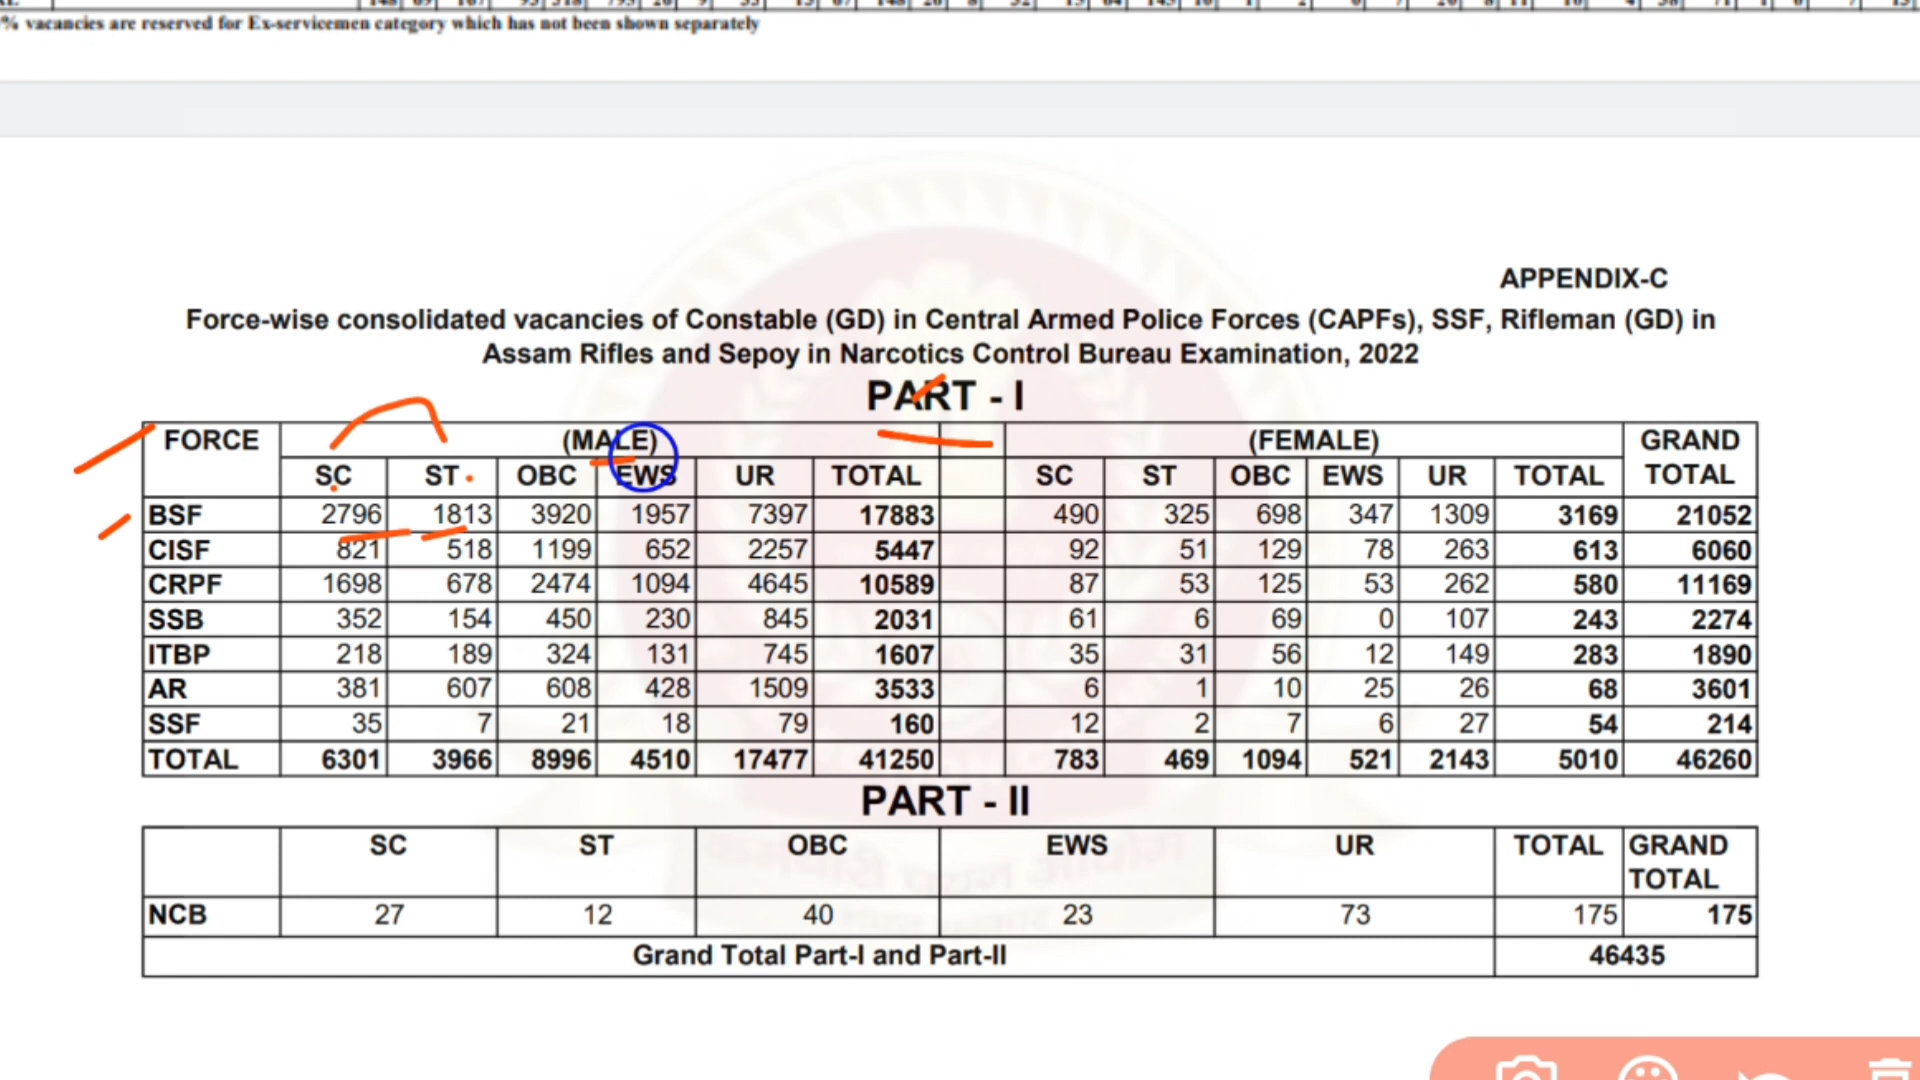 % vacancies are reserved for Ex-servicemen category which has not been shown separately
APPENDIX-C
Force-wise consolidated vacancies of Constable (GD) in Central Armed Police Forces (CAPFs), SSF, Rifleman (GD) in
Assam Rifles and Sepoy in Narcotics Control Bureau Examination, 2022
PART - I
FORCE (MALE) (FEMALE) GRAND TOTAL
SC ST OBC EWS UR TOTAL SC ST OBC EWS UR TOTAL
BSF 2796 1813 3920 1957 7397 17883 490 325 698 347 1309 3169 21052
CISF 821 518 1199 652 2257 5447 92 51 129 78 263 613 6060
CRPF 1698 678 2474 1094 4645 10589 87 53 125 53 262 580 11169
SSB 352 154 450 230 845 2031 61 6 69 0 107 243 2274
ITBP 218 189 324 131 745 1607 35 31 56 12 149 283 1890
AR 381 607 608 428 1509 3533 6 1 10 25 26 68 3601
SSF 35 7 21 18 79 160 12 2 7 6 27 54 214
TOTAL 6301 3966 8996 4510 17477 41250 783 469 1094 521 2143 5010 46260
PART - II
SC ST OBC EWS UR TOTAL GRAND
TOTAL
NCB 27 12 40 23 73 175 175
Grand Total Part-I and Part-II 46435